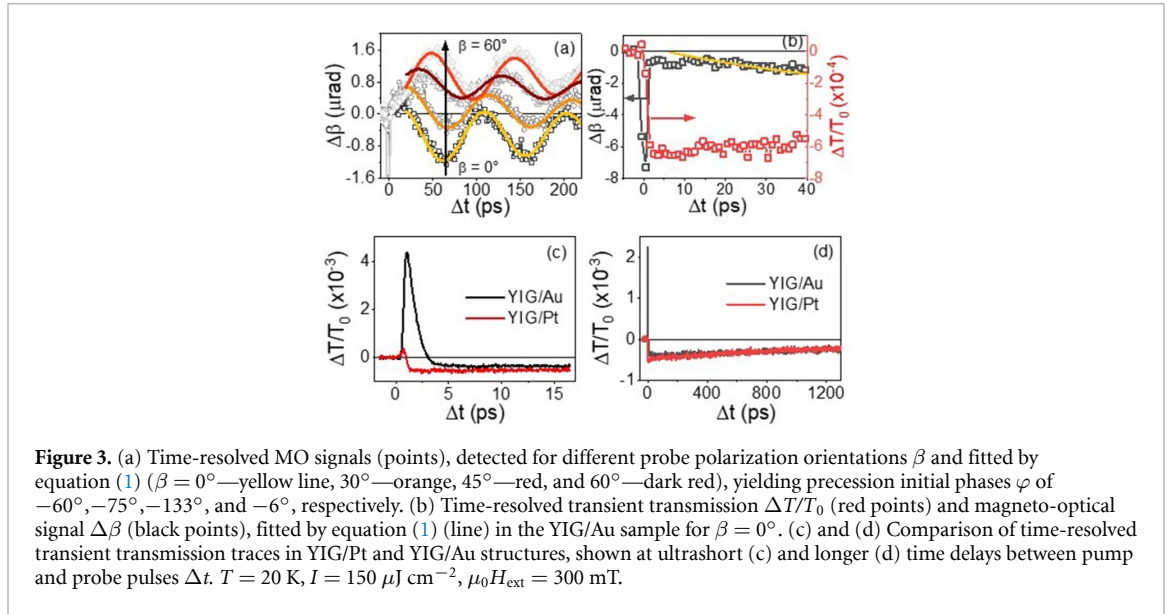 (a)
β = 60°
β = 0°
1.6
0.8
0.0
-0.8
-1.6
Δβ (μrad)
0 50 100 150 200
Δt (ps)
(b)
0
-2
-4
-6
-8
Δβ (μrad)
0
-2
-4
-6
-8
ΔT/T₀ (x10⁻⁴)
0 10 20 30 40
Δt (ps)
(c)
4
2
0
ΔT/T₀ (x10⁻³)
YIG/Au
YIG/Pt
0 5 10 15
Δt (ps)
(d)
2
1
0
-1
ΔT/T₀ (x10⁻³)
YIG/Au
YIG/Pt
0 400 800 1200
Δt (ps)
Figure 3. (a) Time-resolved MO signals (points), detected for different probe polarization orientations β and fitted by
equation (1) (β = 0°—yellow line, 30°—orange, 45°—red, and 60°—dark red), yielding precession initial phases φ of
−60°,−75°,−133°, and −6°, respectively. (b) Time-resolved transient transmission ΔT/T₀ (red points) and magneto-optical
signal Δβ (black points), fitted by equation (1) (line) in the YIG/Au sample for β = 0°. (c) and (d) Comparison of time-resolved
transient transmission traces in YIG/Pt and YIG/Au structures, shown at ultrashort (c) and longer (d) time delays between pump
and probe pulses Δt. T = 20 K, I = 150 μJ cm⁻², μ₀Hₑₓₜ = 300 mT.